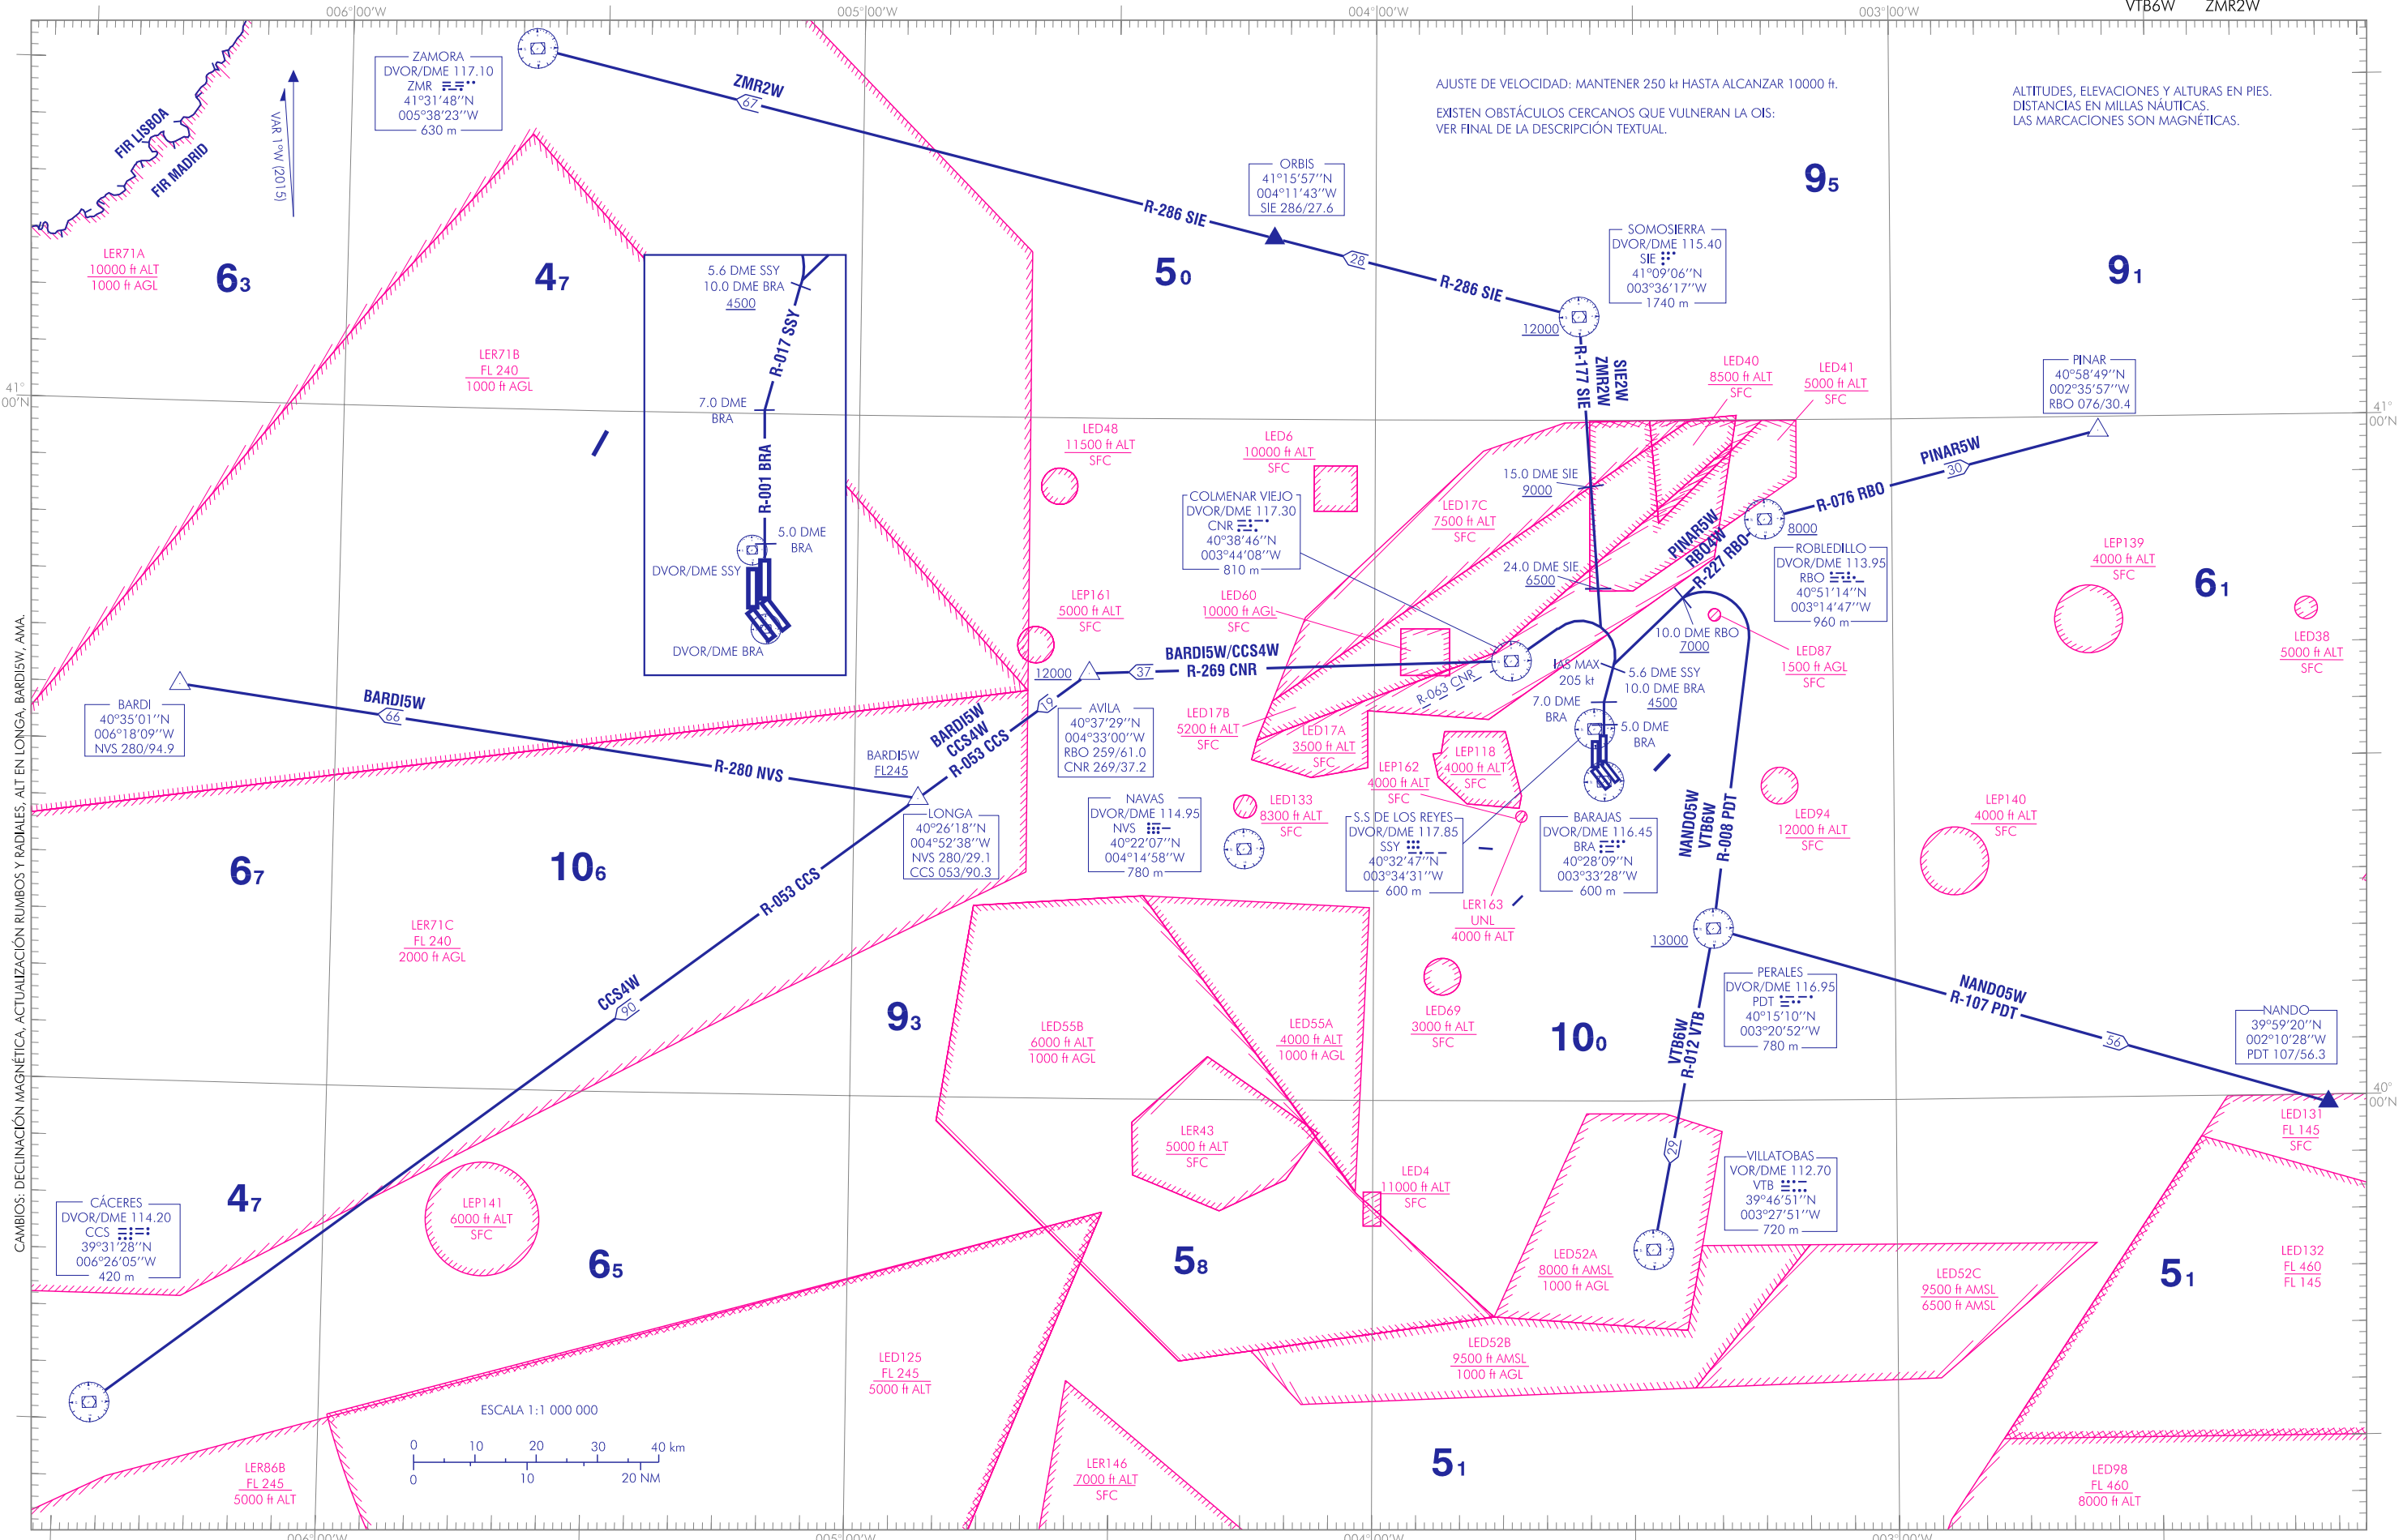 006°00'W
005°00'W
004°00'W
003°00'W
VTB6W ZMR2W
ZAMORA
DVOR/DME 117.10
ZMR
41°31'48''N
005°38'23''W
630 m
FIR LISBOA
FIR MADRID
VAR 1°W (2015)
ZMR2W
67
AJUSTE DE VELOCIDAD: MANTENER 250 kt HASTA ALCANZAR 10000 ft.
EXISTEN OBSTÁCULOS CERCANOS QUE VULNERAN LA OIS:
VER FINAL DE LA DESCRIPCIÓN TEXTUAL.
ALTITUDES, ELEVACIONES Y ALTURAS EN PIES.
DISTANCIAS EN MILLAS NÁUTICAS.
LAS MARCACIONES SON MAGNÉTICAS.
ORBIS
41°15'57''N
004°11'43''W
SIE 286/27.6
R-286 SIE
28
R-286 SIE
95
SOMOSIERRA
DVOR/DME 115.40
SIE
41°09'06''N
003°36'17''W
1740 m
12000
LER71A
10000 ft ALT
1000 ft AGL
63
47
50
91
5.6 DME SSY
10.0 DME BRA
4500
R-017 SSY
7.0 DME
BRA
R-001 BRA
5.0 DME
BRA
DVOR/DME SSY
DVOR/DME BRA
LER71B
FL 240
1000 ft AGL
R-177 SIE
ZMR2W
SIE2W
LED40
8500 ft ALT
SFC
LED41
5000 ft ALT
SFC
PINAR
40°58'49''N
002°35'57''W
RBO 076/30.4
41°
00'N
41°
00'N
LED48
11500 ft ALT
SFC
LED6
10000 ft ALT
SFC
15.0 DME SIE
9000
PINAR5W
30
R-076 RBO
COLMENAR VIEJO
DVOR/DME 117.30
CNR
40°38'46''N
003°44'08''W
810 m
LED17C
7500 ft ALT
SFC
PINAR5W
RBO4W
R-227 RBO
8000
ROBLEDILLO
DVOR/DME 113.95
RBO
40°51'14''N
003°14'47''W
960 m
LEP139
4000 ft ALT
SFC
61
24.0 DME SIE
6500
LEP161
5000 ft ALT
SFC
LED60
10000 ft AGL
SFC
10.0 DME RBO
7000
LED87
1500 ft AGL
SFC
LED38
5000 ft ALT
SFC
BARDI5W/CCS4W
R-269 CNR
37
12000
IAS MAX
205 kt
5.6 DME SSY
10.0 DME BRA
4500
R-063 CNR
7.0 DME
BRA
5.0 DME
BRA
BARDI
40°35'01''N
006°18'09''W
NVS 280/94.9
BARDI5W
66
19
BARDI5W
CCS4W
R-053 CCS
AVILA
40°37'29''N
004°33'00''W
RBO 259/61.0
CNR 269/37.2
LED17B
5200 ft ALT
SFC
LED17A
3500 ft ALT
SFC
LEP118
4000 ft ALT
SFC
LEP162
4000 ft ALT
SFC
R-280 NVS
BARDI5W
FL245
LONGA
40°26'18''N
004°52'38''W
NVS 280/29.1
CCS 053/90.3
NAVAS
DVOR/DME 114.95
NVS
40°22'07''N
004°14'58''W
780 m
LED133
8300 ft ALT
SFC
S.S DE LOS REYES
DVOR/DME 117.85
SSY
40°32'47''N
003°34'31''W
600 m
BARAJAS
DVOR/DME 116.45
BRA
40°28'09''N
003°33'28''W
600 m
NANDO5W
VTB6W
R-008 PDT
LED94
12000 ft ALT
SFC
LEP140
4000 ft ALT
SFC
67
106
R-053 CCS
LER163
UNL
4000 ft ALT
LER71C
FL 240
2000 ft AGL
13000
PERALES
DVOR/DME 116.95
PDT
40°15'10''N
003°20'52''W
780 m
NANDO5W
R-107 PDT
56
NANDO
39°59'20''N
002°10'28''W
PDT 107/56.3
CCS4W
90
93
LED55B
6000 ft ALT
1000 ft AGL
LED55A
4000 ft ALT
1000 ft AGL
LED69
3000 ft ALT
SFC
100
VTB6W
R-012 VTB
29
40°
00'N
LED131
FL 145
SFC
LER43
5000 ft ALT
SFC
LED4
11000 ft ALT
SFC
VILLATOBAS
VOR/DME 112.70
VTB
39°46'51''N
003°27'51''W
720 m
CÁCERES
DVOR/DME 114.20
CCS
39°31'28''N
006°26'05''W
420 m
47
LEP141
6000 ft ALT
SFC
65
58
LED52A
8000 ft AMSL
1000 ft AGL
LED52C
9500 ft AMSL
6500 ft AMSL
51
LED132
FL 460
FL 145
LED125
FL 245
5000 ft ALT
LED52B
9500 ft AMSL
1000 ft AGL
ESCALA 1:1 000 000
0 10 20 30 40 km
0 10 20 NM
LER86B
FL 245
5000 ft ALT
LER146
7000 ft ALT
SFC
51
LED98
FL 460
8000 ft ALT
006°00'W
005°00'W
004°00'W
003°00'W
CAMBIOS: DECLINACIÓN MAGNÉTICA, ACTUALIZACIÓN RUMBOS Y RADIALES, ALT EN LONGA, BARDI5W, AMA.